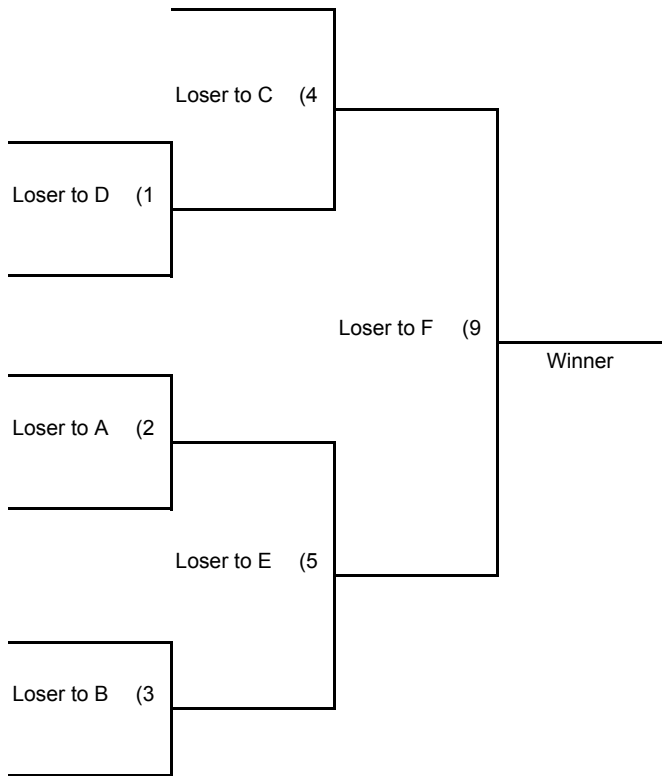 Loser to C (4
Loser to D (1
Loser to F (9
Winner
Loser to A (2
Loser to E (5
Loser to B (3